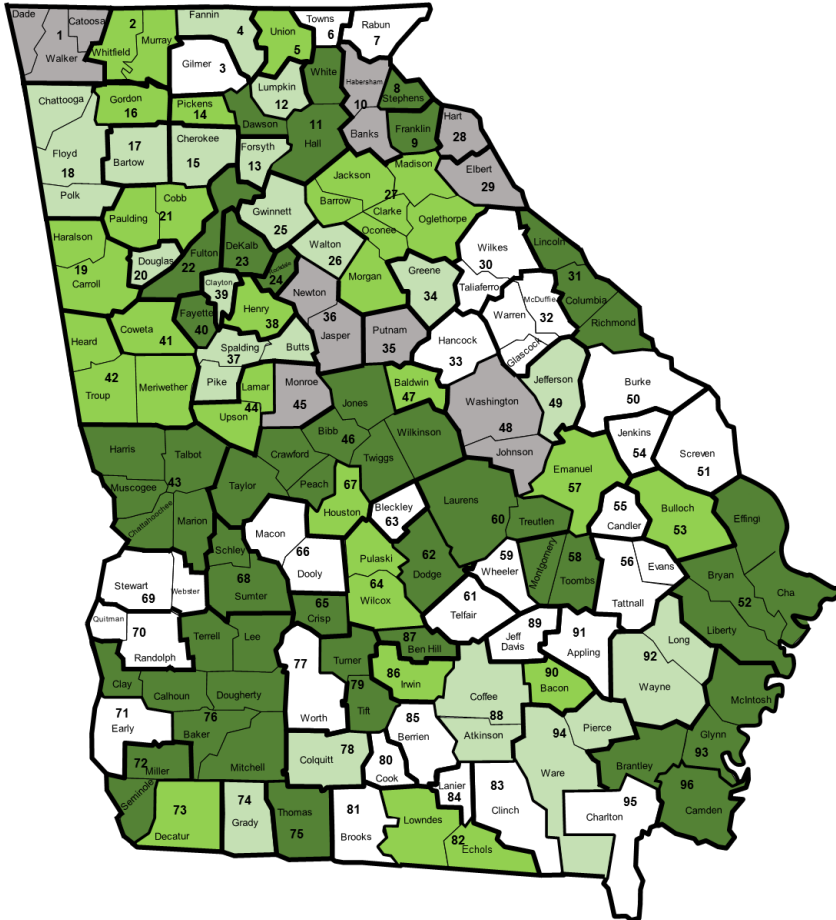 Dade
Catoosa
1
Walker
2
Whitfield
Murray
Fannin
4
Gilmer
3
Union
5
Towns
6
Rabun
7
Chattooga
Floyd
18
Polk
Gordon
16
Pickens
14
Lumpkin
12
White
11
Hall
Dawson
Habersham
10
Banks
8
Stephens
Franklin
9
Hart
28
Elbert
29
17
Bartow
Cherokee
15
Forsyth
13
Jackson
Madison
27
Barrow
Clarke
Oconee
Oglethorpe
Morgan
Haralson
19
Carroll
Paulding
Cobb
21
Douglas
20
Fulton
22
DeKalb
23
Rockdale
24
Gwinnett
25
Walton
26
Greene
34
Wilkes
30
Taliaferro
Lincoln
31
Columbia
Richmond
McDuffie
Warren
32
Glascock
Clayton
39
Henry
38
Newton
36
Jasper
Putnam
35
Hancock
33
Fayette
40
Coweta
41
Heard
42
Troup
Meriwether
Spalding
37
Butts
Pike
Lamar
44
Upson
Monroe
45
Jones
Baldwin
47
Washington
48
Johnson
Jefferson
49
Burke
50
Jenkins
54
Screven
51
Harris
Talbot
43
Muscogee
Chattahoochee
Marion
Taylor
Crawford
Bibb
46
Peach
Twiggs
Wilkinson
67
Houston
Bleckley
63
Laurens
60
Treutlen
Emanuel
57
55
Candler
Bulloch
53
Effingi
Bryan
52
Cha
Liberty
Macon
66
Dooly
Pulaski
64
Wilcox
62
Dodge
59
Wheeler
Montgomery
58
Toombs
56
Evans
Tattnall
Stewart
69
Webster
Schley
68
Sumter
65
Crisp
61
Telfair
89
Jeff
Davis
91
Appling
Long
92
Wayne
McIntosh
Quitman
70
Randolph
Terrell
Lee
77
Worth
Turner
79
Tift
87
Ben Hill
86
Irwin
Coffee
88
Atkinson
90
Bacon
94
Pierce
Ware
Glynn
93
Brantley
Clay
Calhoun
Dougherty
76
Baker
Mitchell
71
Early
72
Miller
Seminole
73
Decatur
74
Grady
Thomas
75
Colquitt
78
80
Cook
85
Berrien
Lanier
84
83
Clinch
81
Brooks
Lowndes
82
Echols
95
Charlton
96
Camden